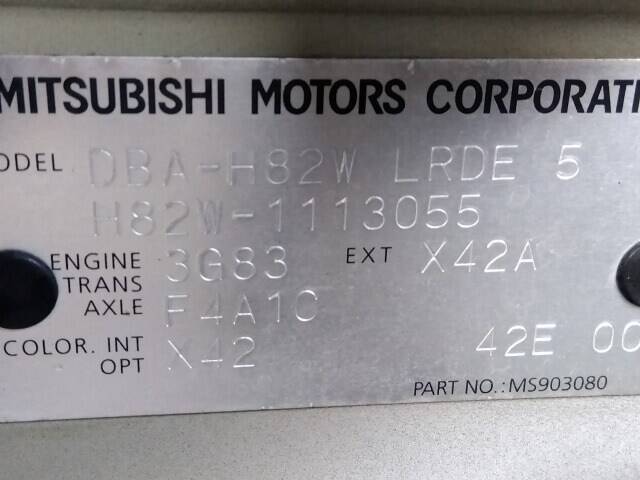 MITSUBISHI MOTORS CORPORATI
ODEL DBA-H82W LRDE 5
H82W-1113055
ENGINE 3G83 EXT X42A
TRANS
AXLE F4A1C
COLOR. INT X42 42E 00
OPT
PART NO.:MS903080